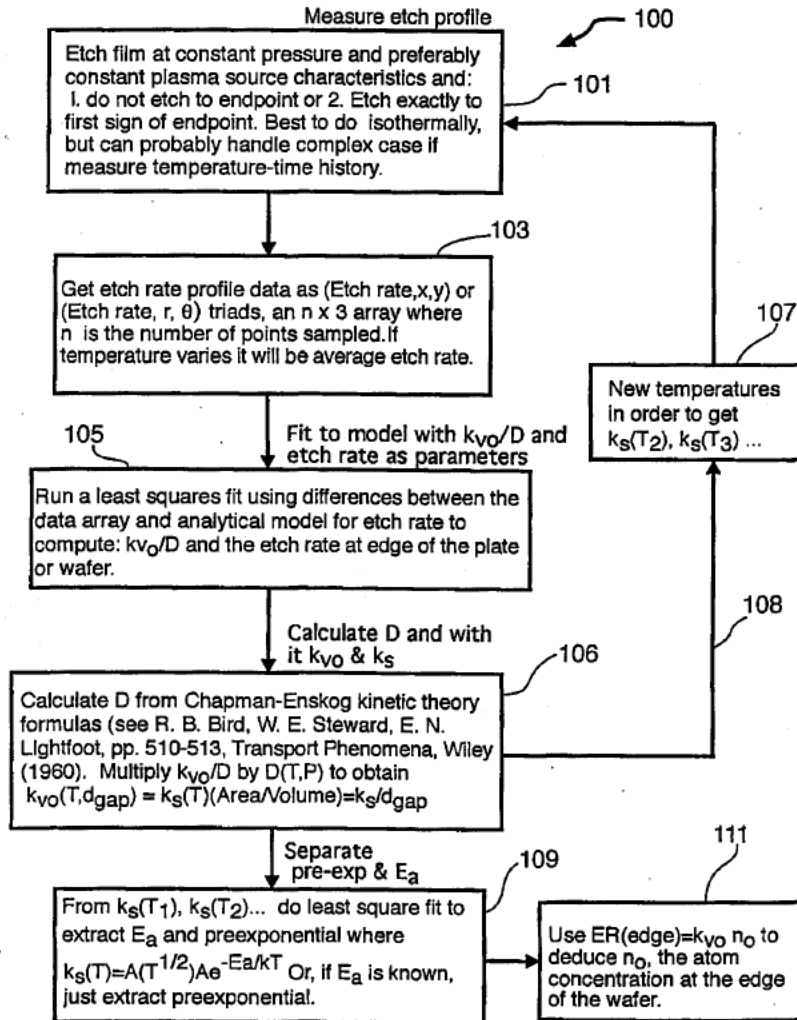 Measure etch profile
100
Etch film at constant pressure and preferably
constant plasma source characteristics and:
1. do not etch to endpoint or 2. Etch exactly to
first sign of endpoint. Best to do isothermally,
but can probably handle complex case if
measure temperature-time history.
101
103
Get etch rate profile data as (Etch rate,x,y) or
(Etch rate, r, θ) triads, an n x 3 array where
n is the number of points sampled.If
temperature varies it will be average etch rate.
107
New temperatures
in order to get
ks(T2), ks(T3) ...
105
Fit to model with kvo/D and
etch rate as parameters
Run a least squares fit using differences between the
data array and analytical model for etch rate to
compute: kvo/D and the etch rate at edge of the plate
or wafer.
108
Calculate D and with
it kvo & ks
106
Calculate D from Chapman-Enskog kinetic theory
formulas (see R. B. Bird, W. E. Steward, E. N.
Lightfoot, pp. 510-513, Transport Phenomena, Wiley
(1960). Multiply kvo/D by D(T,P) to obtain
kvo(T,dgap) = ks(T)(Area/Volume)=ks/dgap
Separate
pre-exp & Ea
109
From ks(T1), ks(T2)... do least square fit to
extract Ea and preexponential where
ks(T)=A(T^1/2)Ae^-Ea/kT Or, if Ea is known,
just extract preexponential.
111
Use ER(edge)=kvo no to
deduce no, the atom
concentration at the edge
of the wafer.